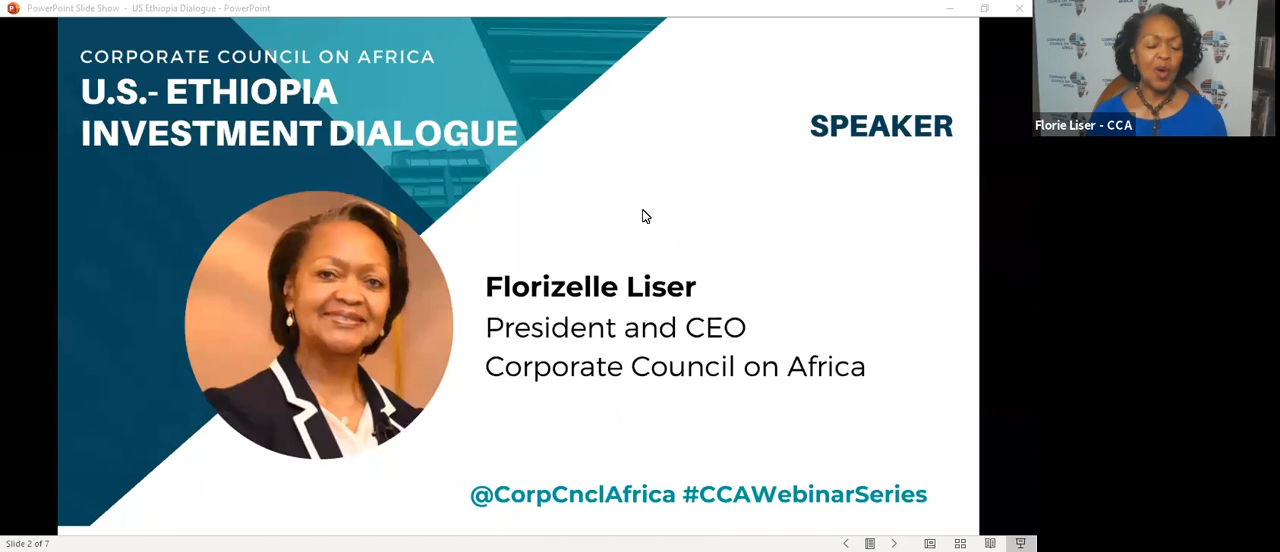 PowerPoint Slide Show - US Ethiopia Dialogue - PowerPoint
CORPORATE COUNCIL ON AFRICA
U.S.- ETHIOPIA
INVESTMENT DIALOGUE
SPEAKER
Florizelle Liser
President and CEO
Corporate Council on Africa
@CorpCnclAfrica #CCAWebinarSeries
Slide 2 of 7
Florie Liser - CCA